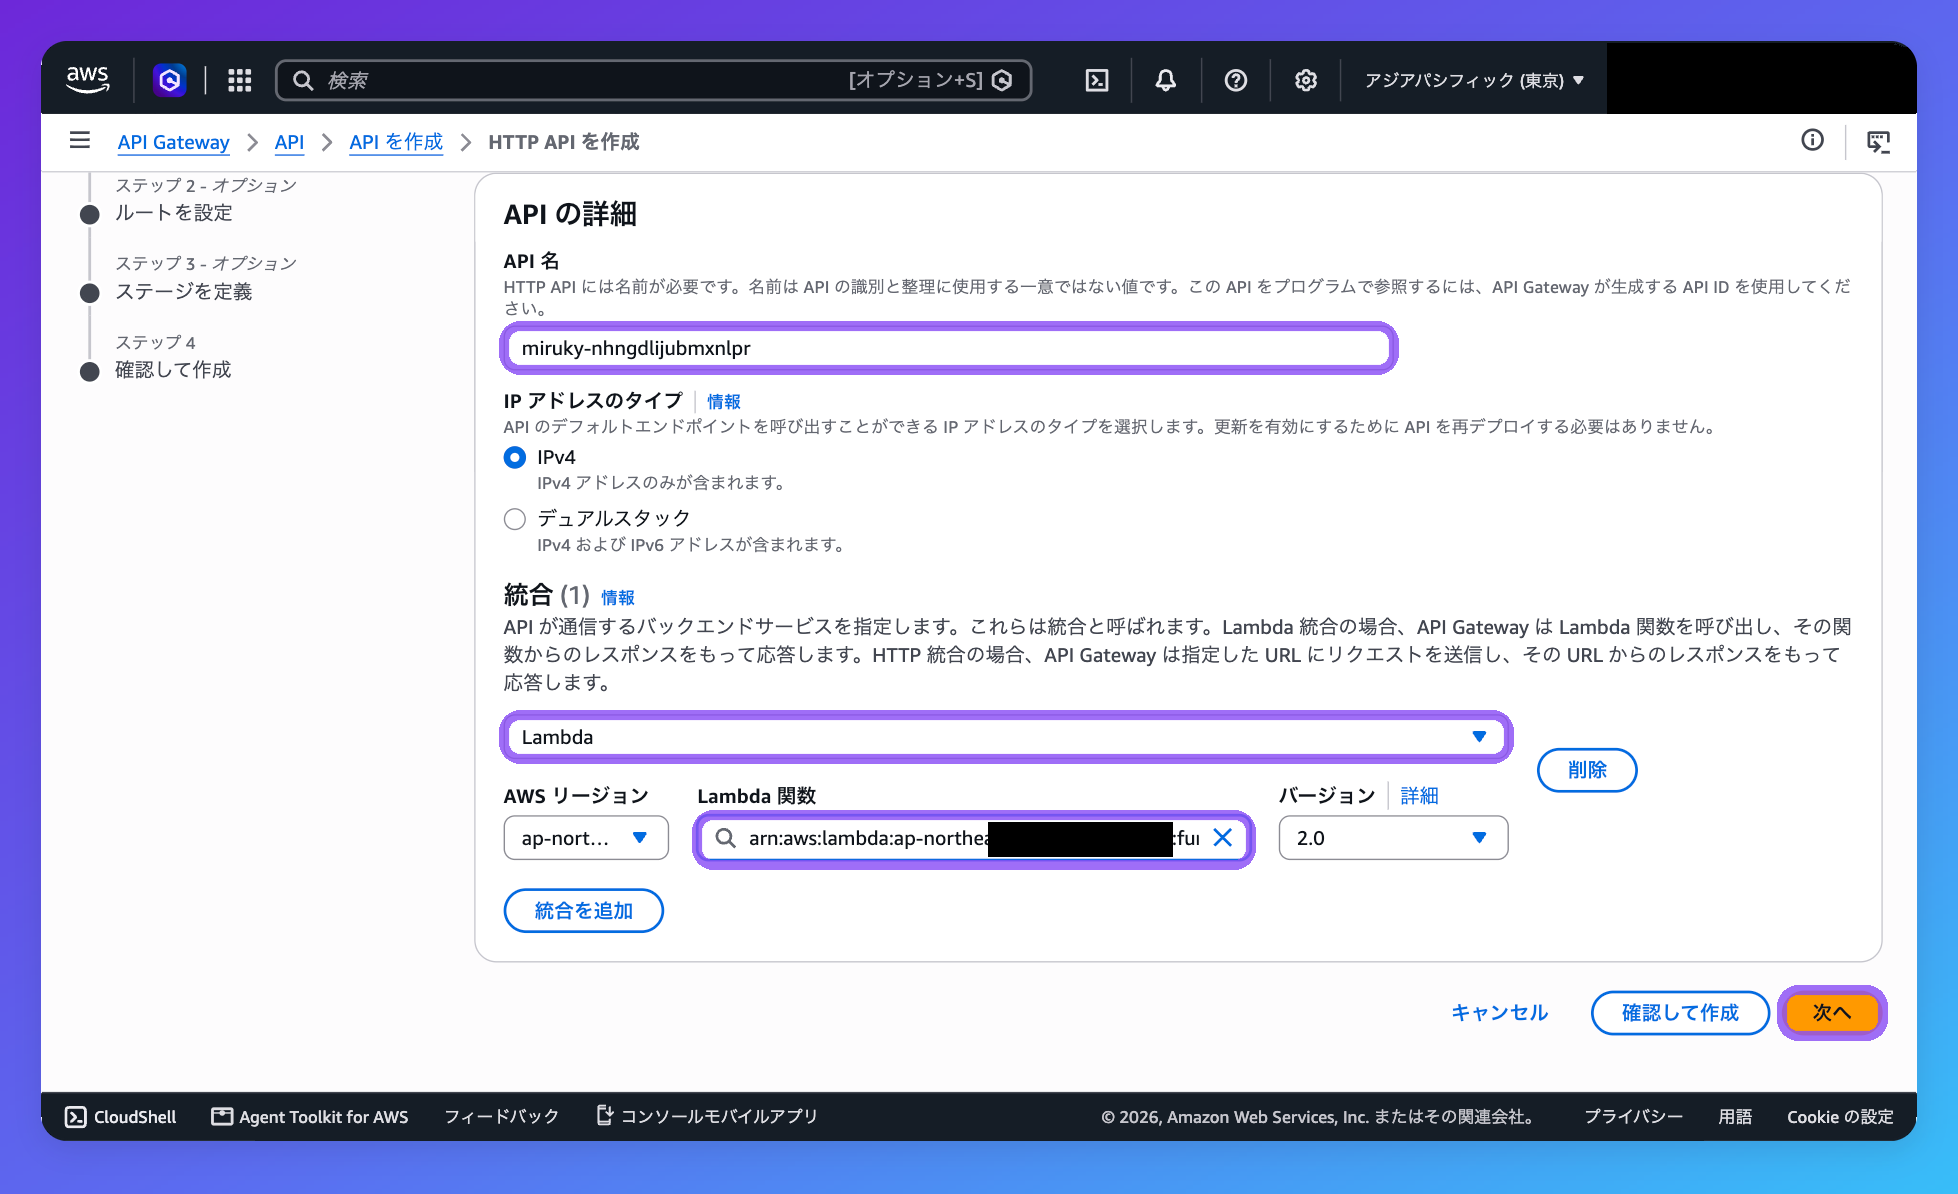 aws
検索
[オプション+S]
アジアパシフィック (東京)
API Gateway
API
API を作成
HTTP API を作成
ステップ 2 - オプション
ルートを設定
ステップ 3 - オプション
ステージを定義
ステップ 4
確認して作成
API の詳細
API 名
HTTP API には名前が必要です。名前は API の識別と整理に使用する一意ではない値です。この API をプログラムで参照するには、API Gateway が生成する API ID を使用してくだ
さい。
miruky-nhngdlijubmxnlpr
IP アドレスのタイプ
情報
API のデフォルトエンドポイントを呼び出すことができる IP アドレスのタイプを選択します。更新を有効にするために API を再デプロイする必要はありません。
IPv4
IPv4 アドレスのみが含まれます。
デュアルスタック
IPv4 および IPv6 アドレスが含まれます。
統合 (1) 情報
API が通信するバックエンドサービスを指定します。これらは統合と呼ばれます。Lambda 統合の場合、API Gateway は Lambda 関数を呼び出し、その関
数からのレスポンスをもって応答します。HTTP 統合の場合、API Gateway は指定した URL にリクエストを送信し、その URL からのレスポンスをもって
応答します。
Lambda
削除
AWS リージョン
Lambda 関数
バージョン
詳細
ap-nort...
arn:aws:lambda:ap-northea
:fu
2.0
統合を追加
キャンセル
確認して作成
次へ
CloudShell
Agent Toolkit for AWS
フィードバック
コンソールモバイルアプリ
© 2026, Amazon Web Services, Inc. またはその関連会社。
プライバシー
用語
Cookie の設定